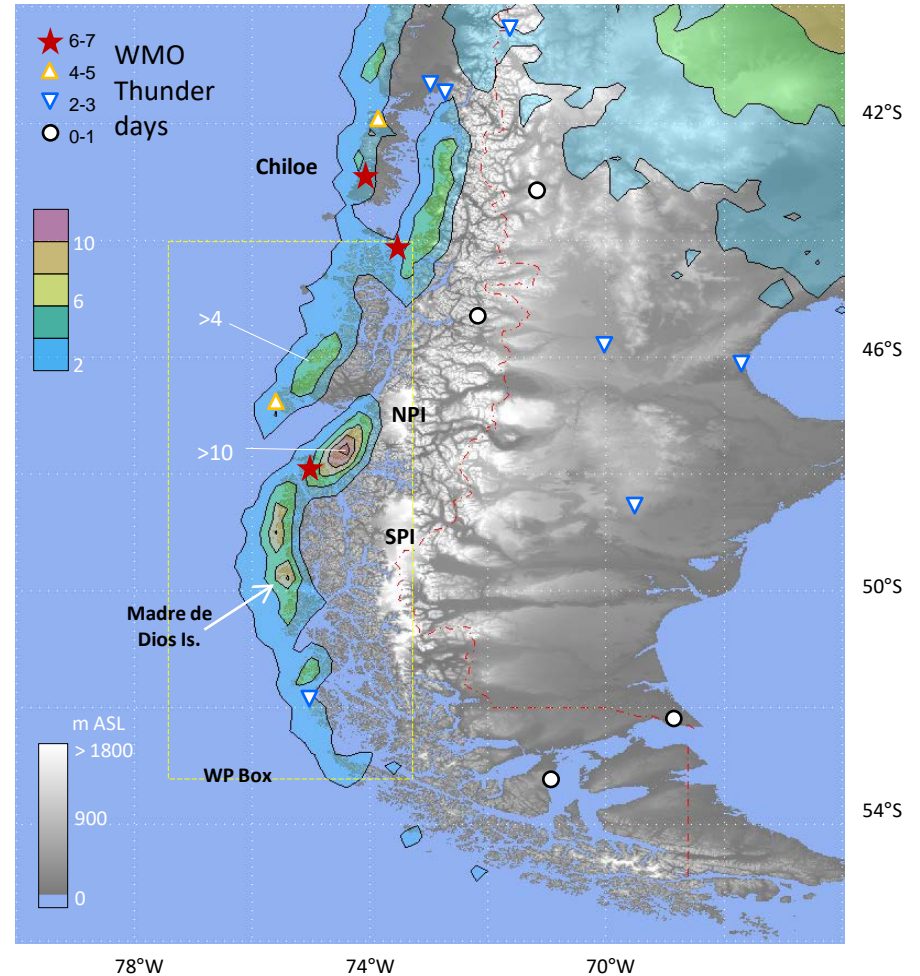 6-7
4-5
2-3
0-1
WMO
Thunder
days
42°S
Chiloe
10
6
2
>4
46°S
NPI
>10
SPI
50°S
Madre de
Dios Is.
m ASL
> 1800
900
0
WP Box
54°S
78°W
74°W
70°W